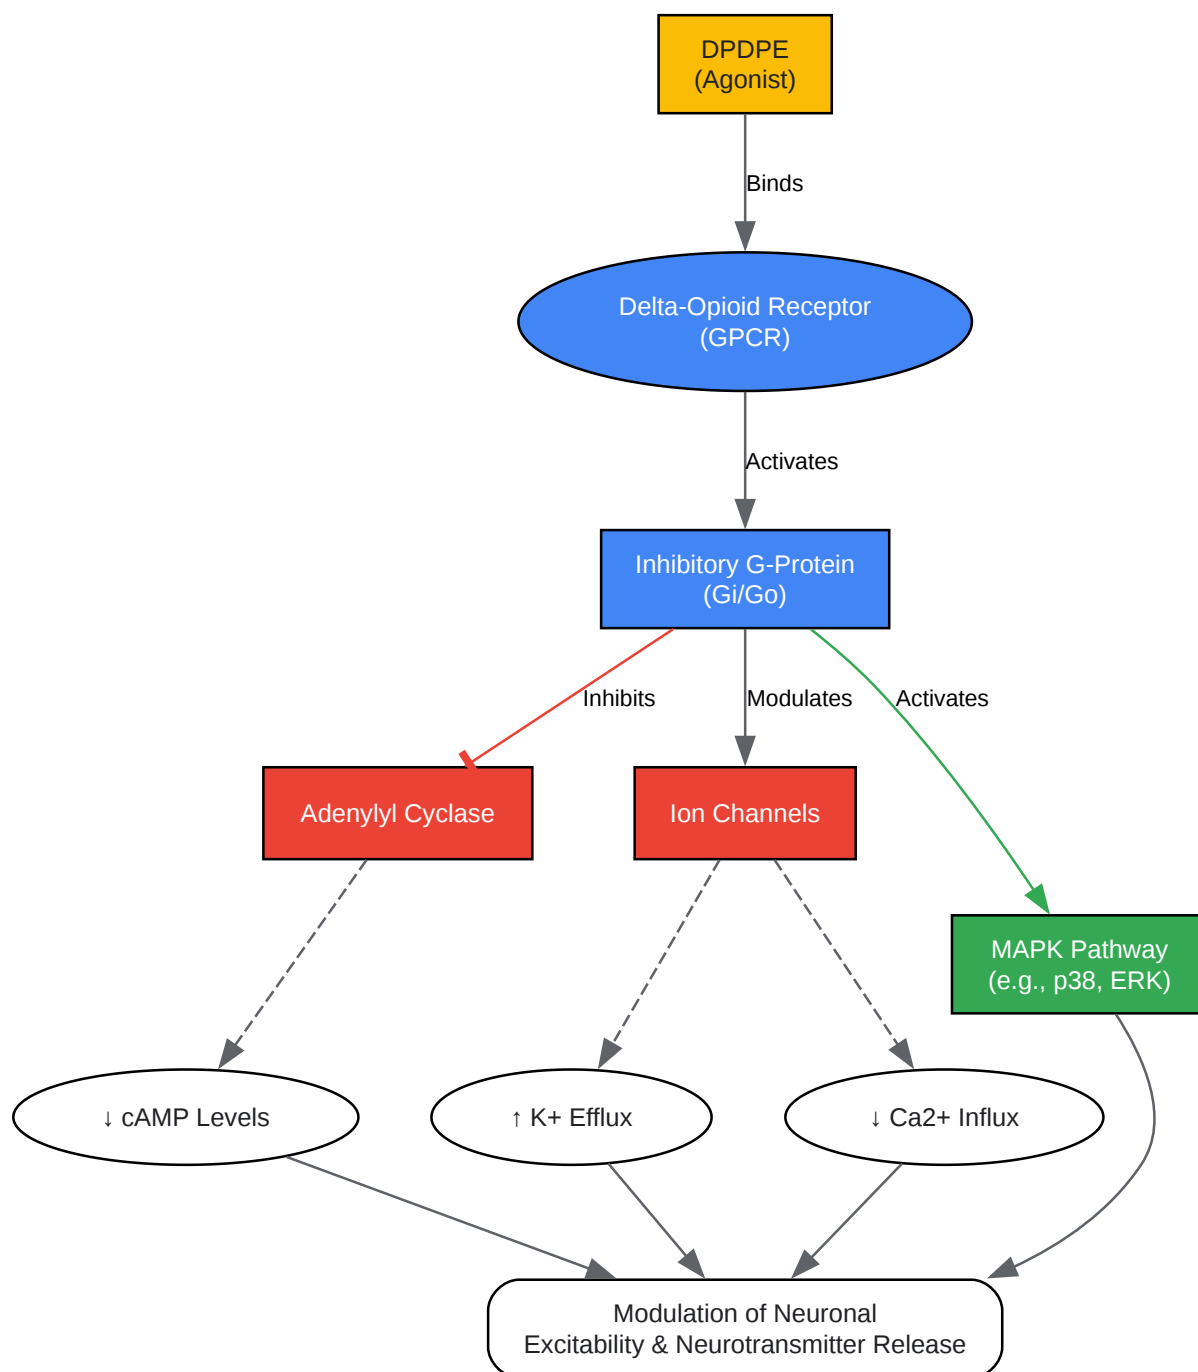 DPDPE
(Agonist)
Binds
Delta-Opioid Receptor
(GPCR)
Activates
Inhibitory G-Protein
(Gi/Go)
Inhibits
Modulates
Activates
Adenylyl Cyclase
Ion Channels
MAPK Pathway
(e.g., p38, ERK)
↓ cAMP Levels
↑ K+ Efflux
↓ Ca2+ Influx
Modulation of Neuronal
Excitability & Neurotransmitter Release